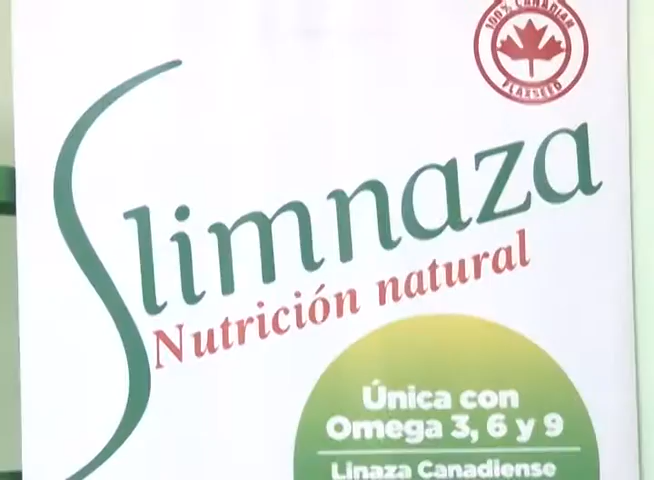 100% CANADIAN
FLAXSEED
Slimnaza
Nutrición natural
Única con
Omega 3, 6 y 9
Linaza Canadiense